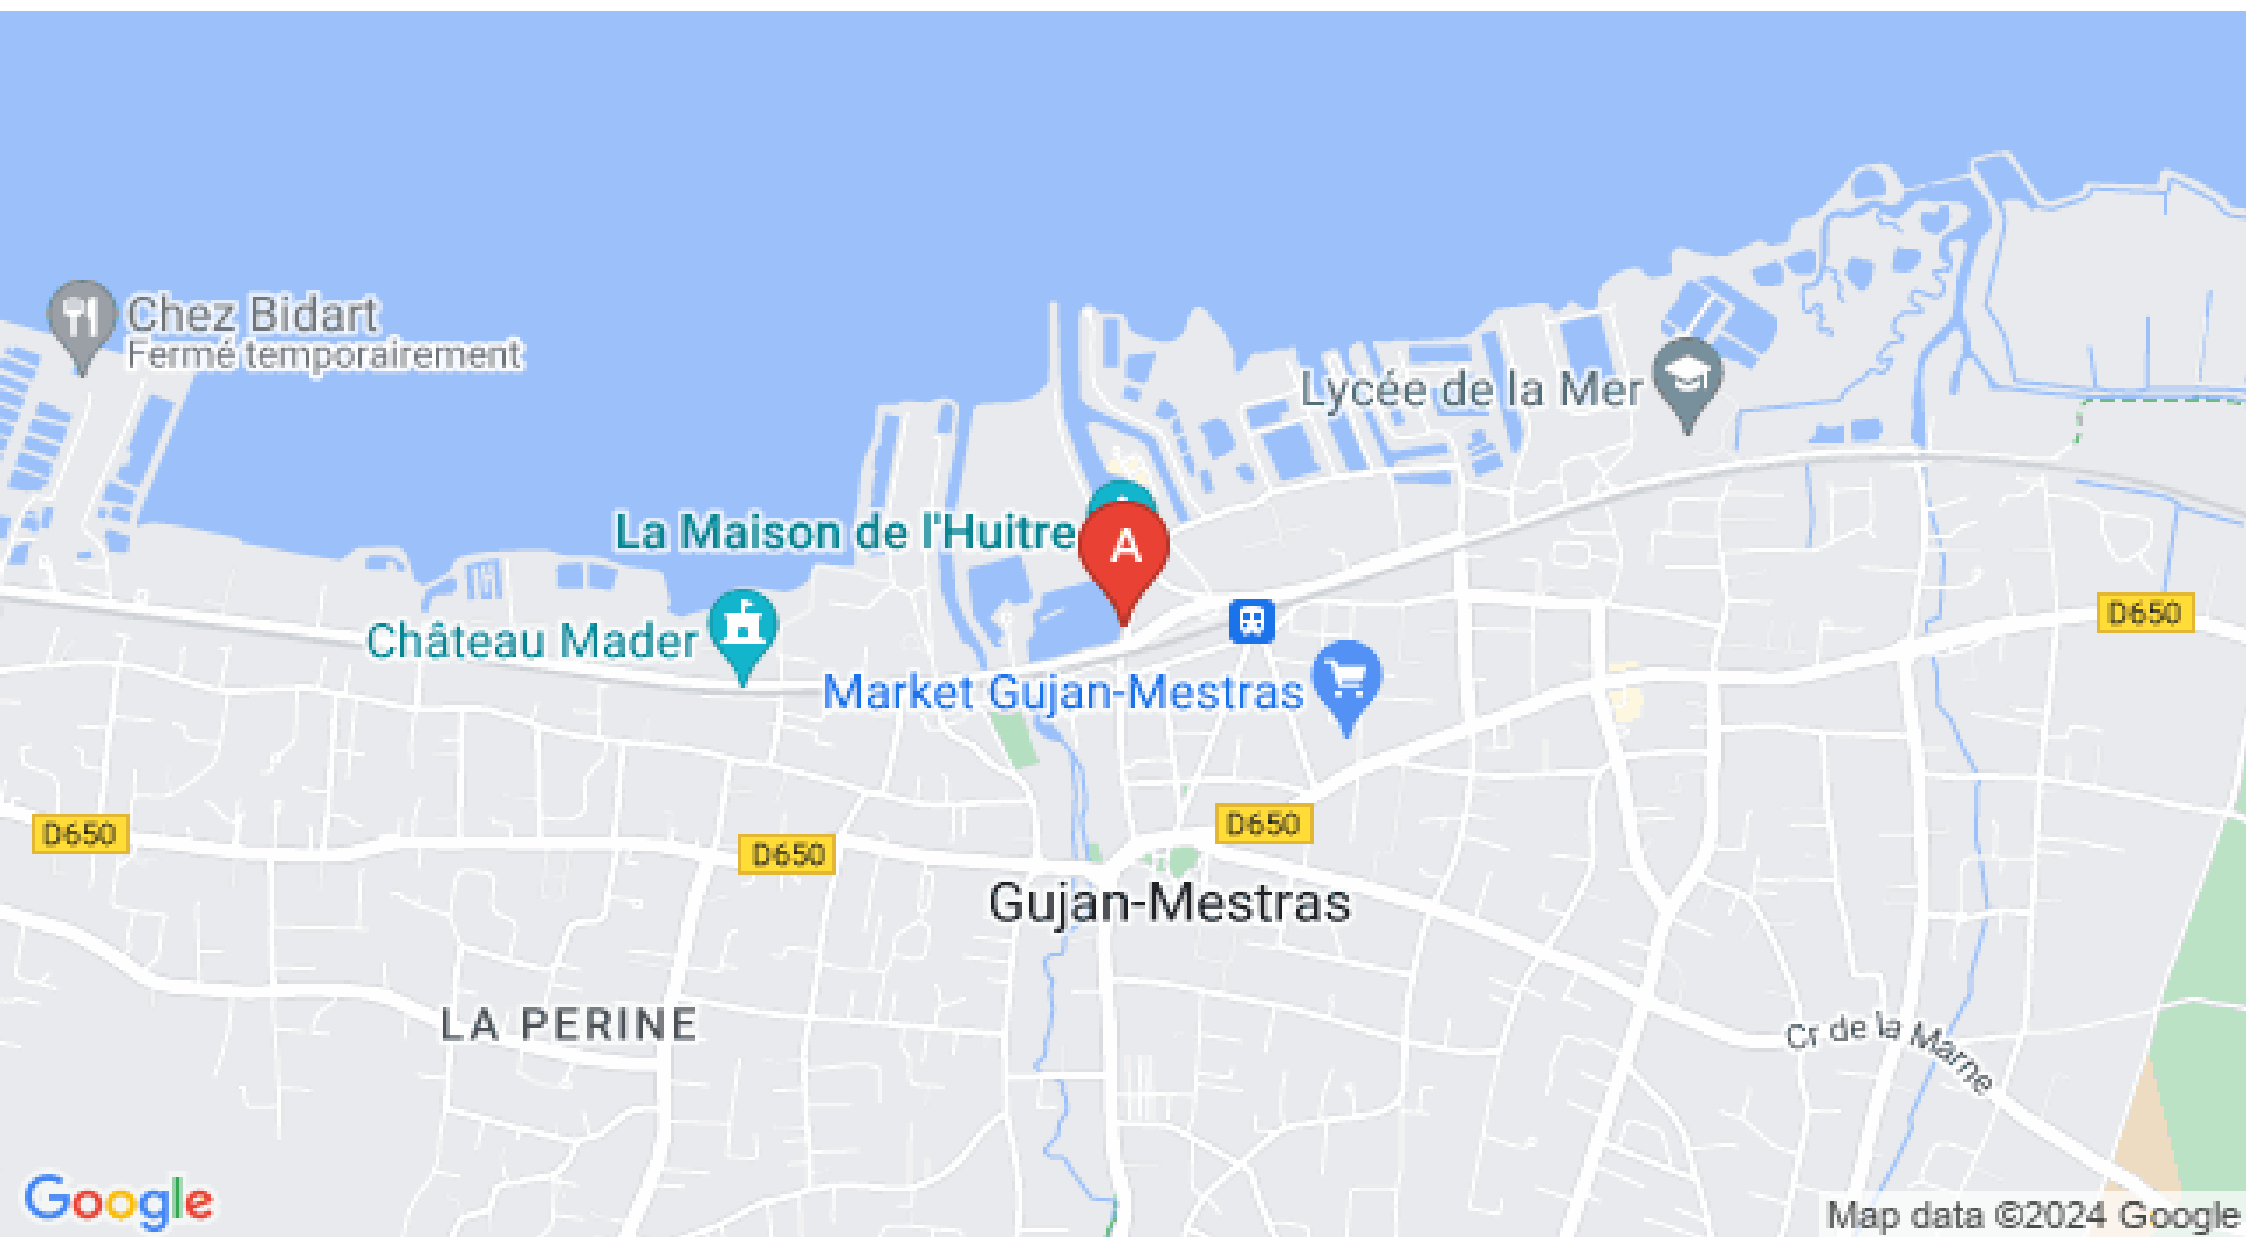 Chez Bidart
Fermé temporairement
Lycée de la Mer
La Maison de l'Huitre
A
Château Mader
D650
Market Gujan-Mestras
D650
D650
D650
Gujan-Mestras
LA PERINE
Cr de la Marne
Google
Map data ©2024 Google